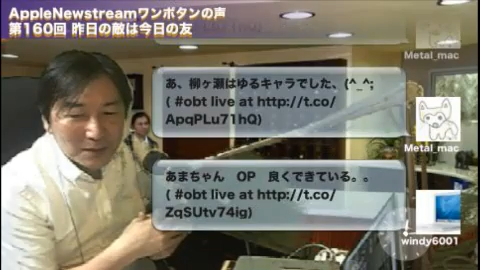 AppleNewstreamワンボタンの声
第160回 昨日の敵は今日の友
Metal_mac
あ、柳ヶ瀬はゆるキャラでした、(^_^;
( #obt live at http://t.co/
ApqPLu71hQ)
Metal_mac
あまちゃん　OP　良くできている。。
( #obt live at http://t.co/
ZqSUtv74ig)
windy6001